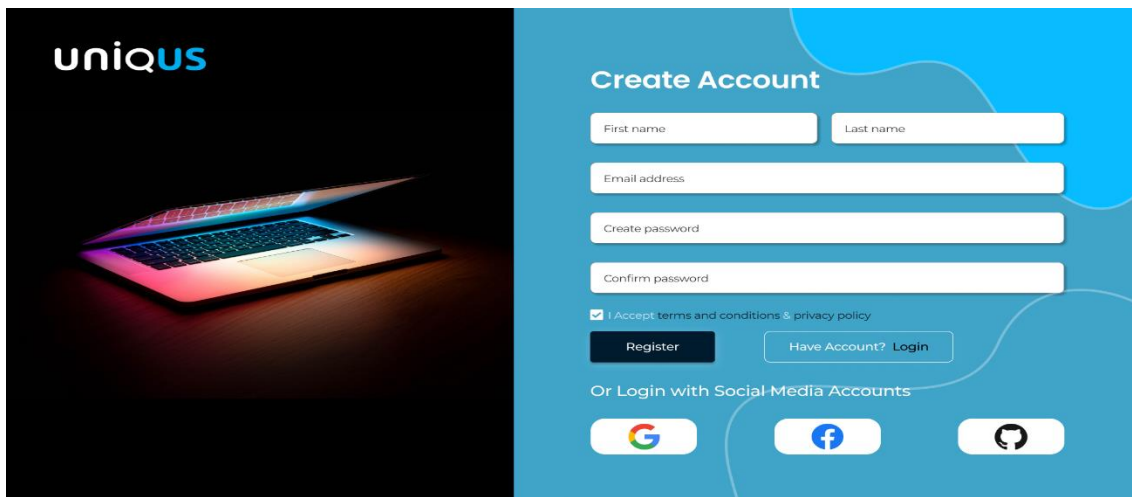 uniqus
Create Account
First name
Last name
Email address
Create password
Confirm password
I Accept terms and conditions & privacy policy
Register
Have Account? Login
Or Login with Social Media Accounts